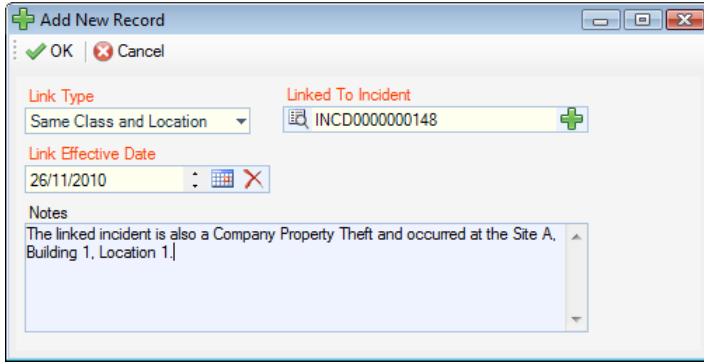 Add New Record
OK Cancel
Link Type Linked To Incident
Same Class and Location INCD0000000148
Link Effective Date
26/11/2010
Notes
The linked incident is also a Company Property Theft and occurred at the Site A,
Building 1, Location 1.